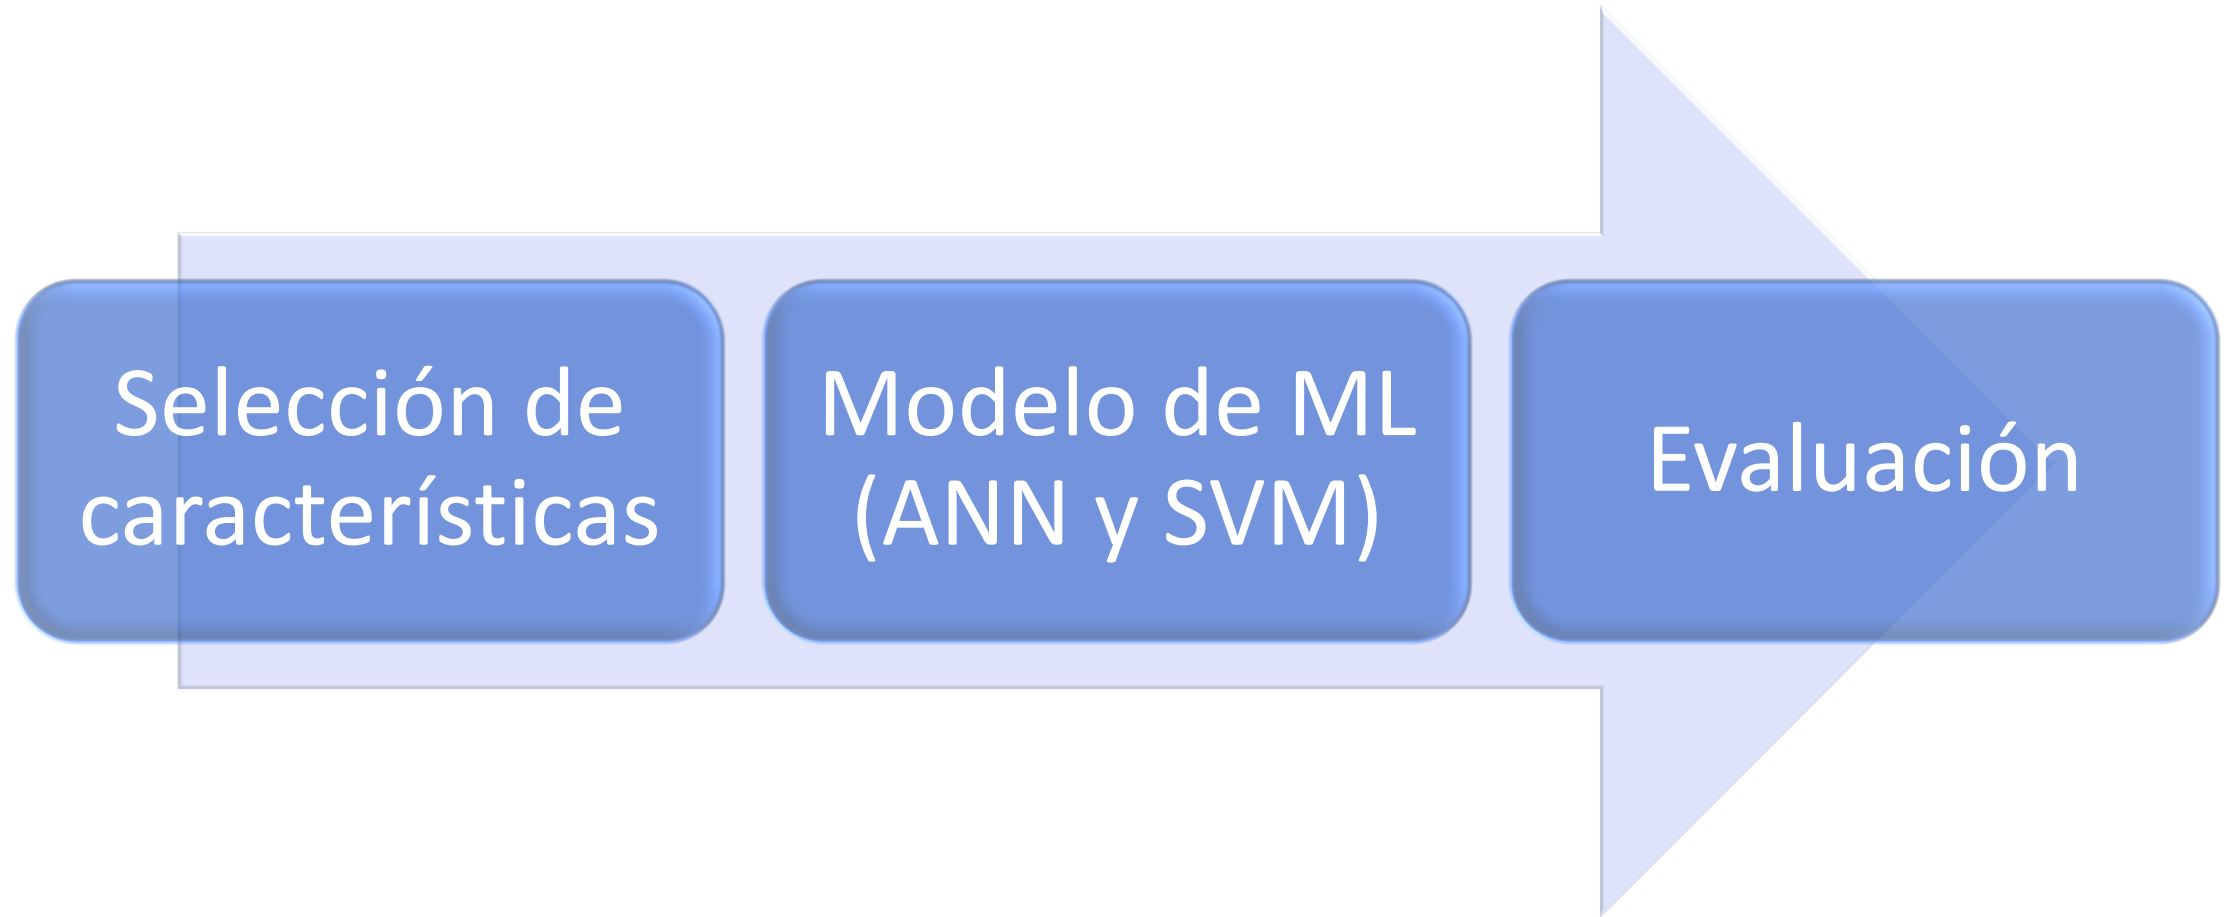 Selección de
características
Modelo de ML
(ANN y SVM)
Evaluación